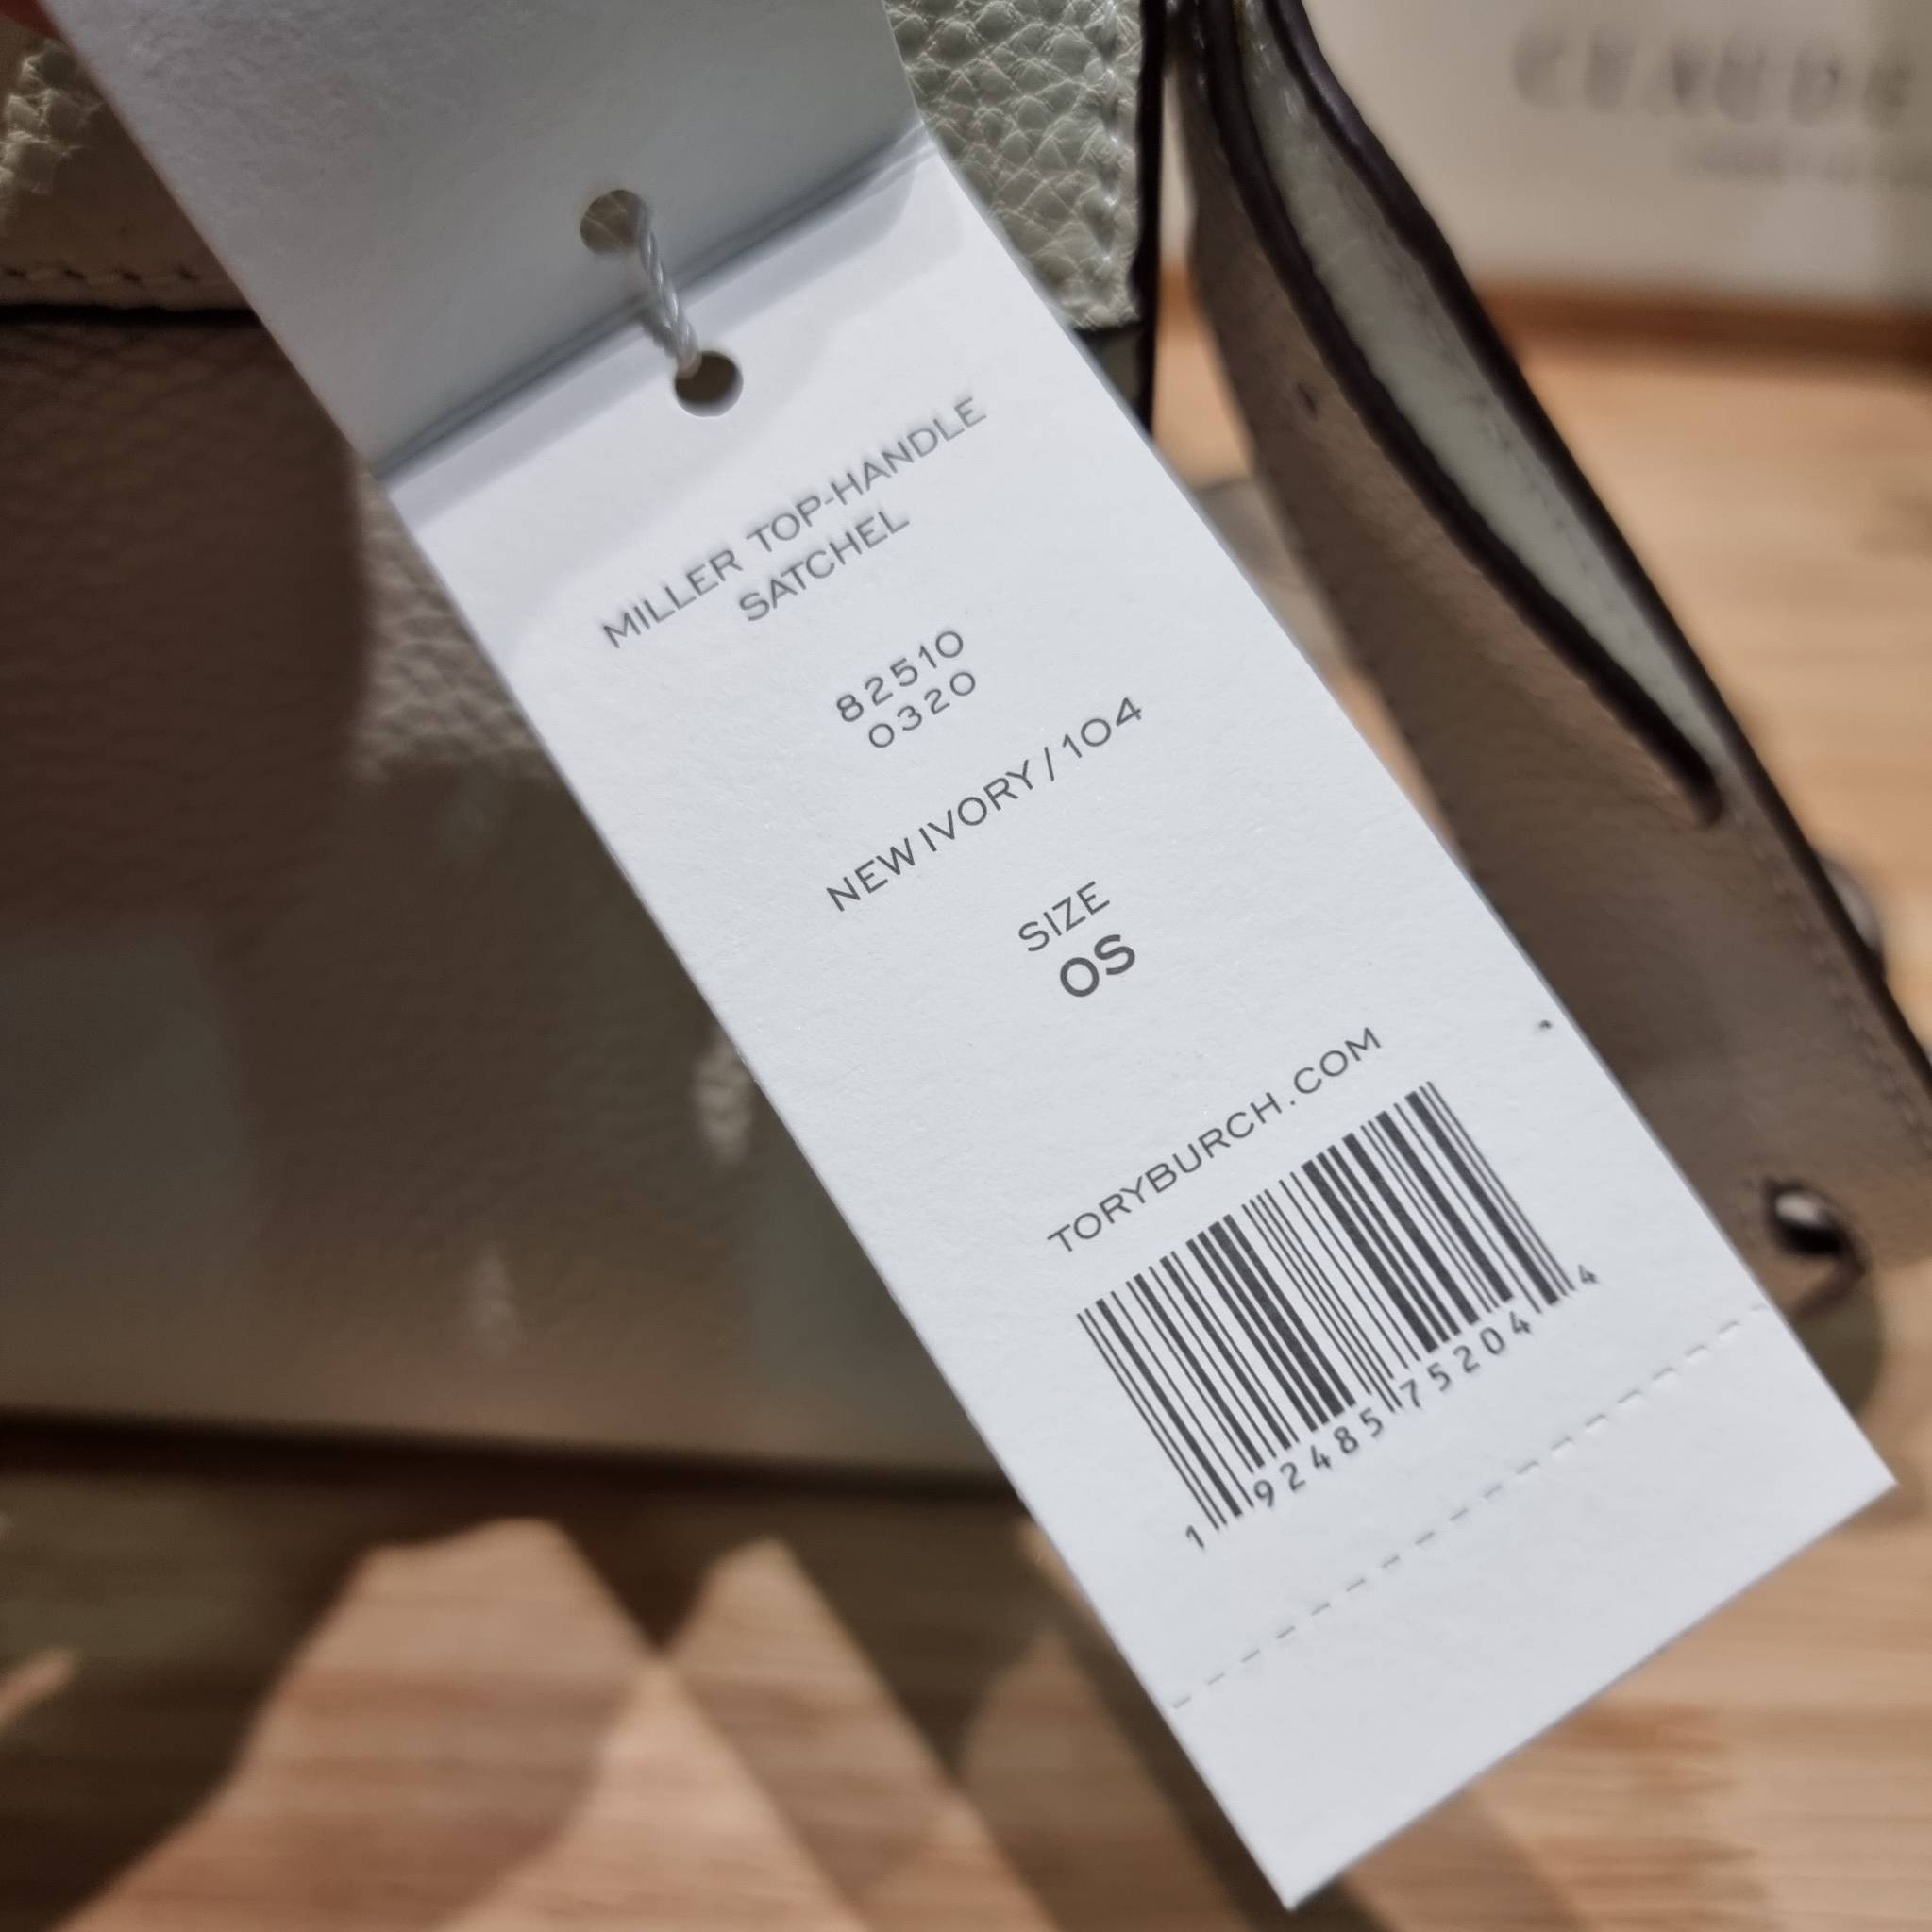 MILLER TOP-HANDLE
SATCHEL
82510
0320
NEW IVORY / 104
SIZE
OS
TORYBURCH.COM
1 92485 75204 4